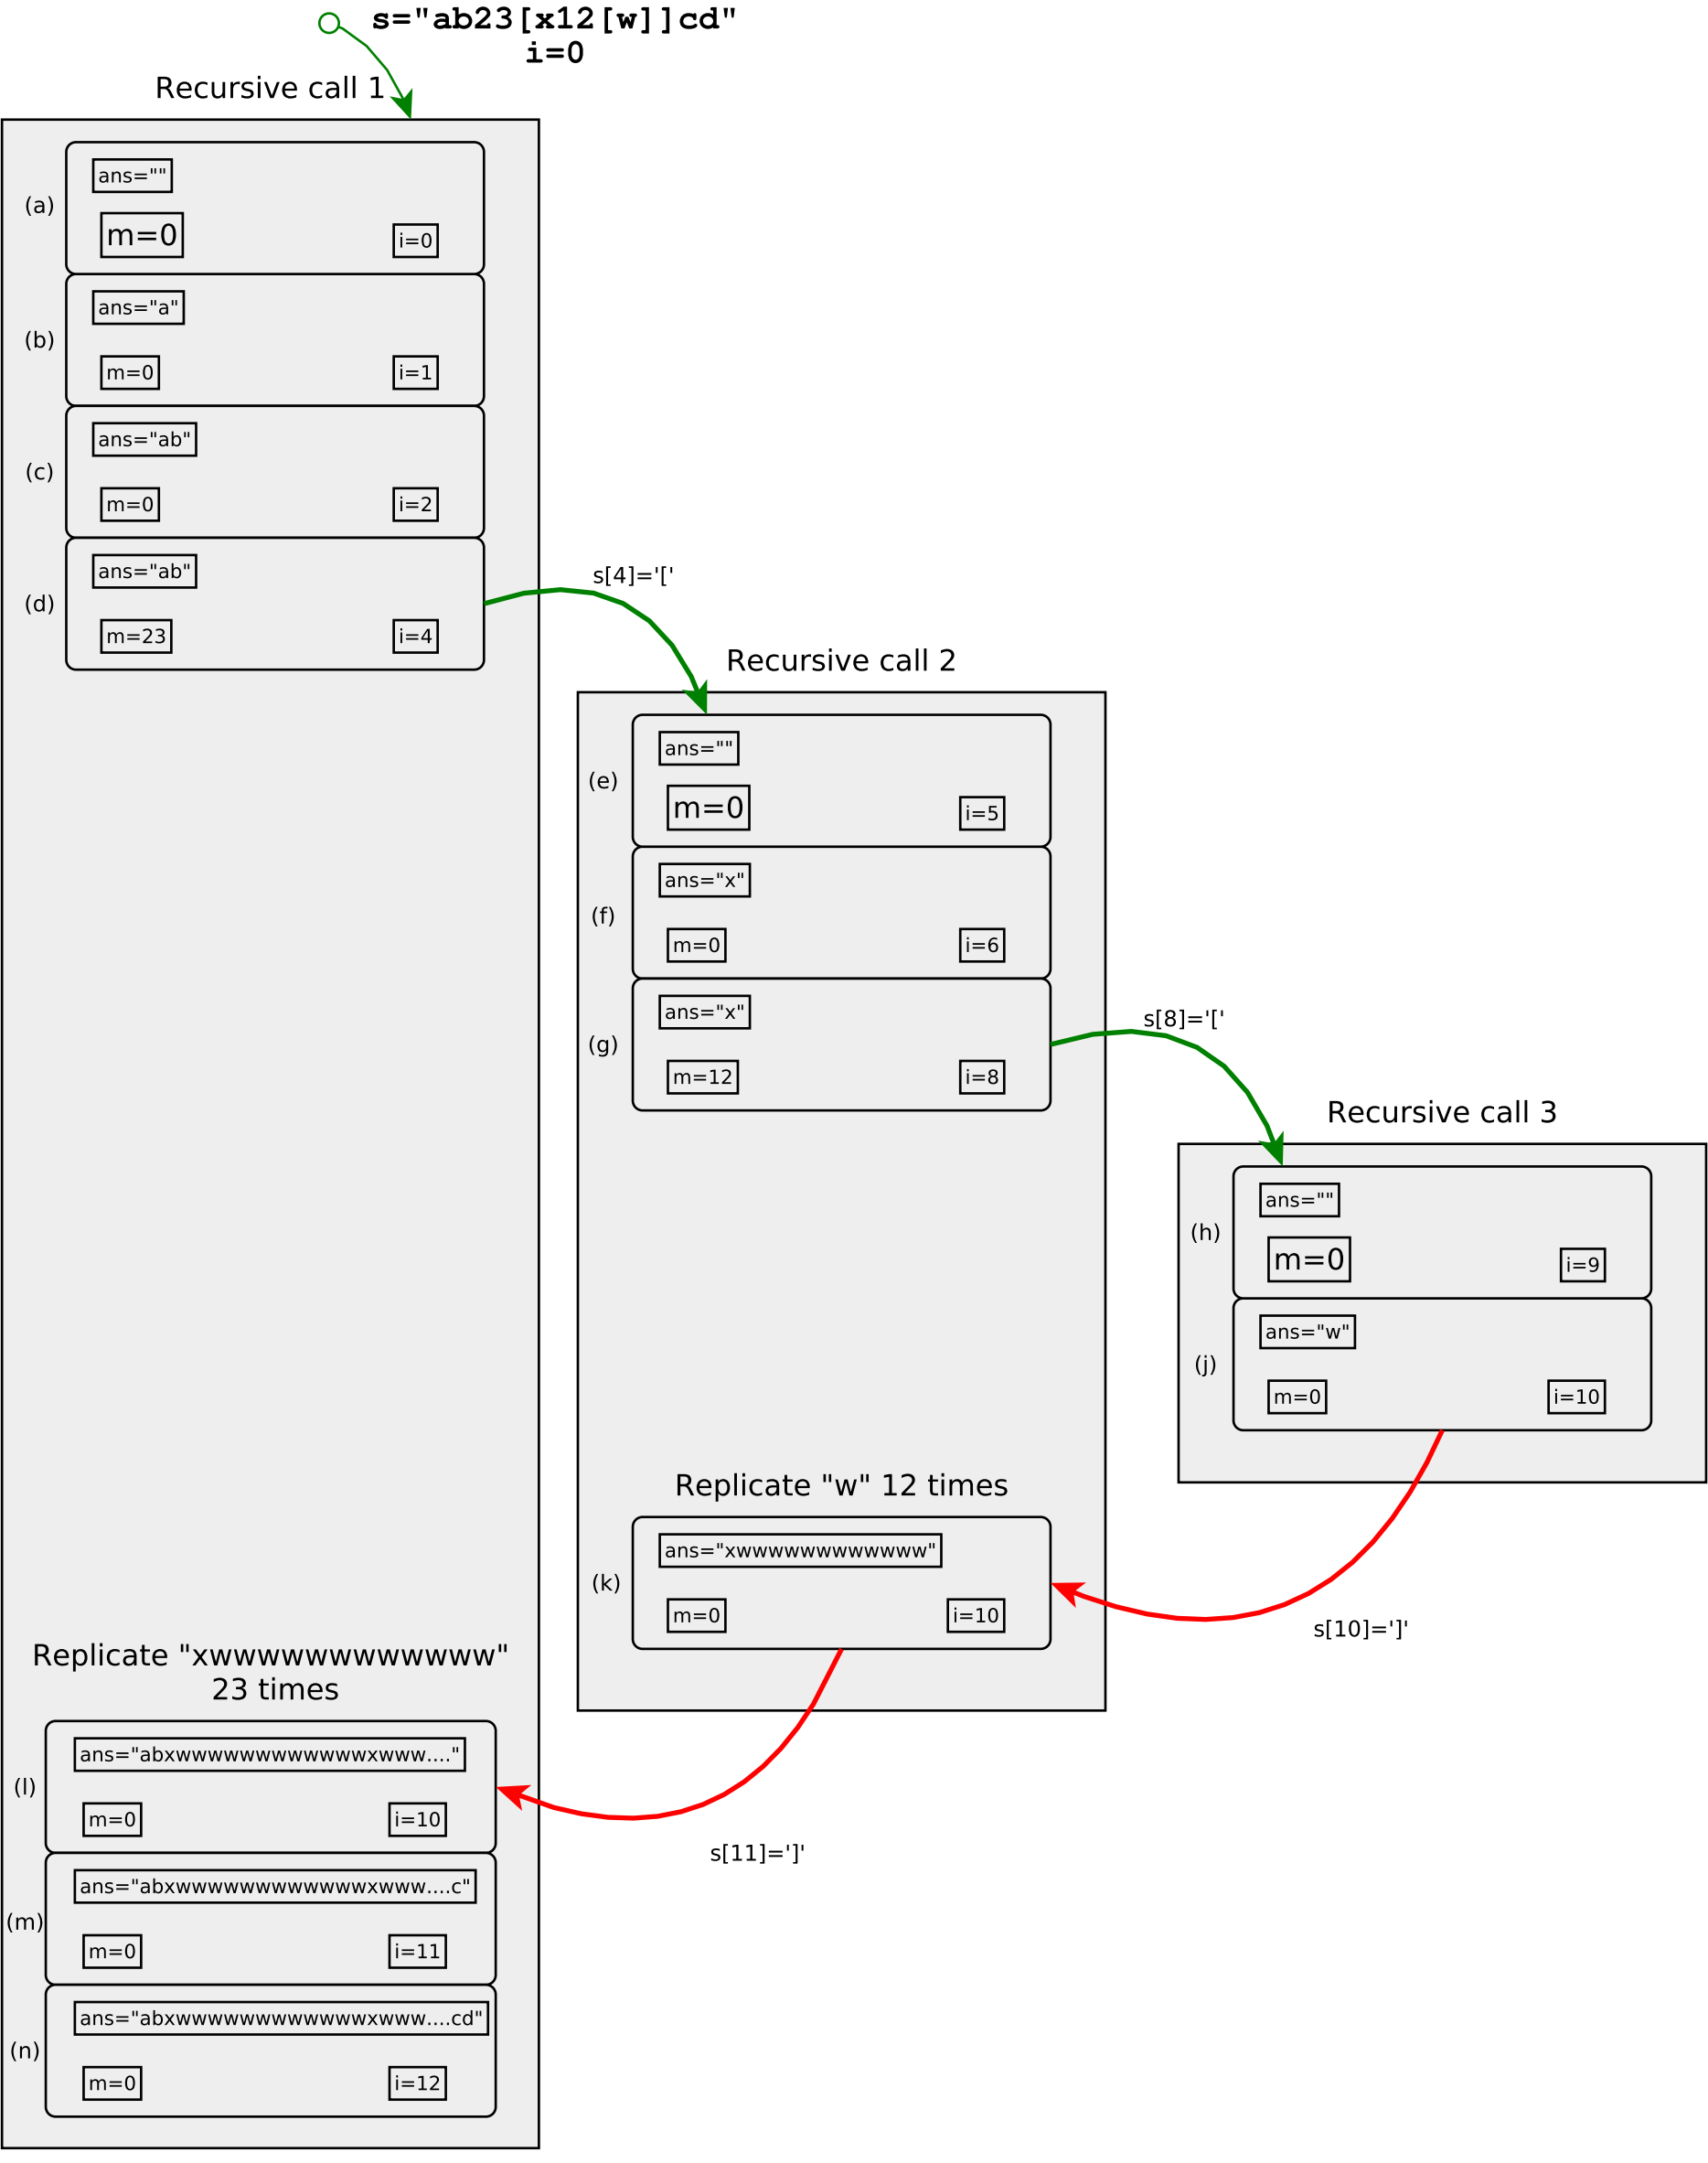 s="ab23[x12[w]]cd"
i=0
Recursive call 1
(a)
ans=""
m=0
i=0
(b)
ans="a"
m=0
i=1
(c)
ans="ab"
m=0
i=2
(d)
ans="ab"
m=23
i=4
s[4]='['
Recursive call 2
(e)
ans=""
m=0
i=5
(f)
ans="x"
m=0
i=6
(g)
ans="x"
m=12
i=8
s[8]='['
Recursive call 3
(h)
ans=""
m=0
i=9
(j)
ans="w"
m=0
i=10
s[10]=']'
Replicate "w" 12 times
(k)
ans="xwwwwwwwwwwww"
m=0
i=10
s[11]=']'
Replicate "xwwwwwwwwwwww"
23 times
(l)
ans="abxwwwwwwwwwwwwxwww...."
m=0
i=10
(m)
ans="abxwwwwwwwwwwwwxwww....c"
m=0
i=11
(n)
ans="abxwwwwwwwwwwwwxwww....cd"
m=0
i=12